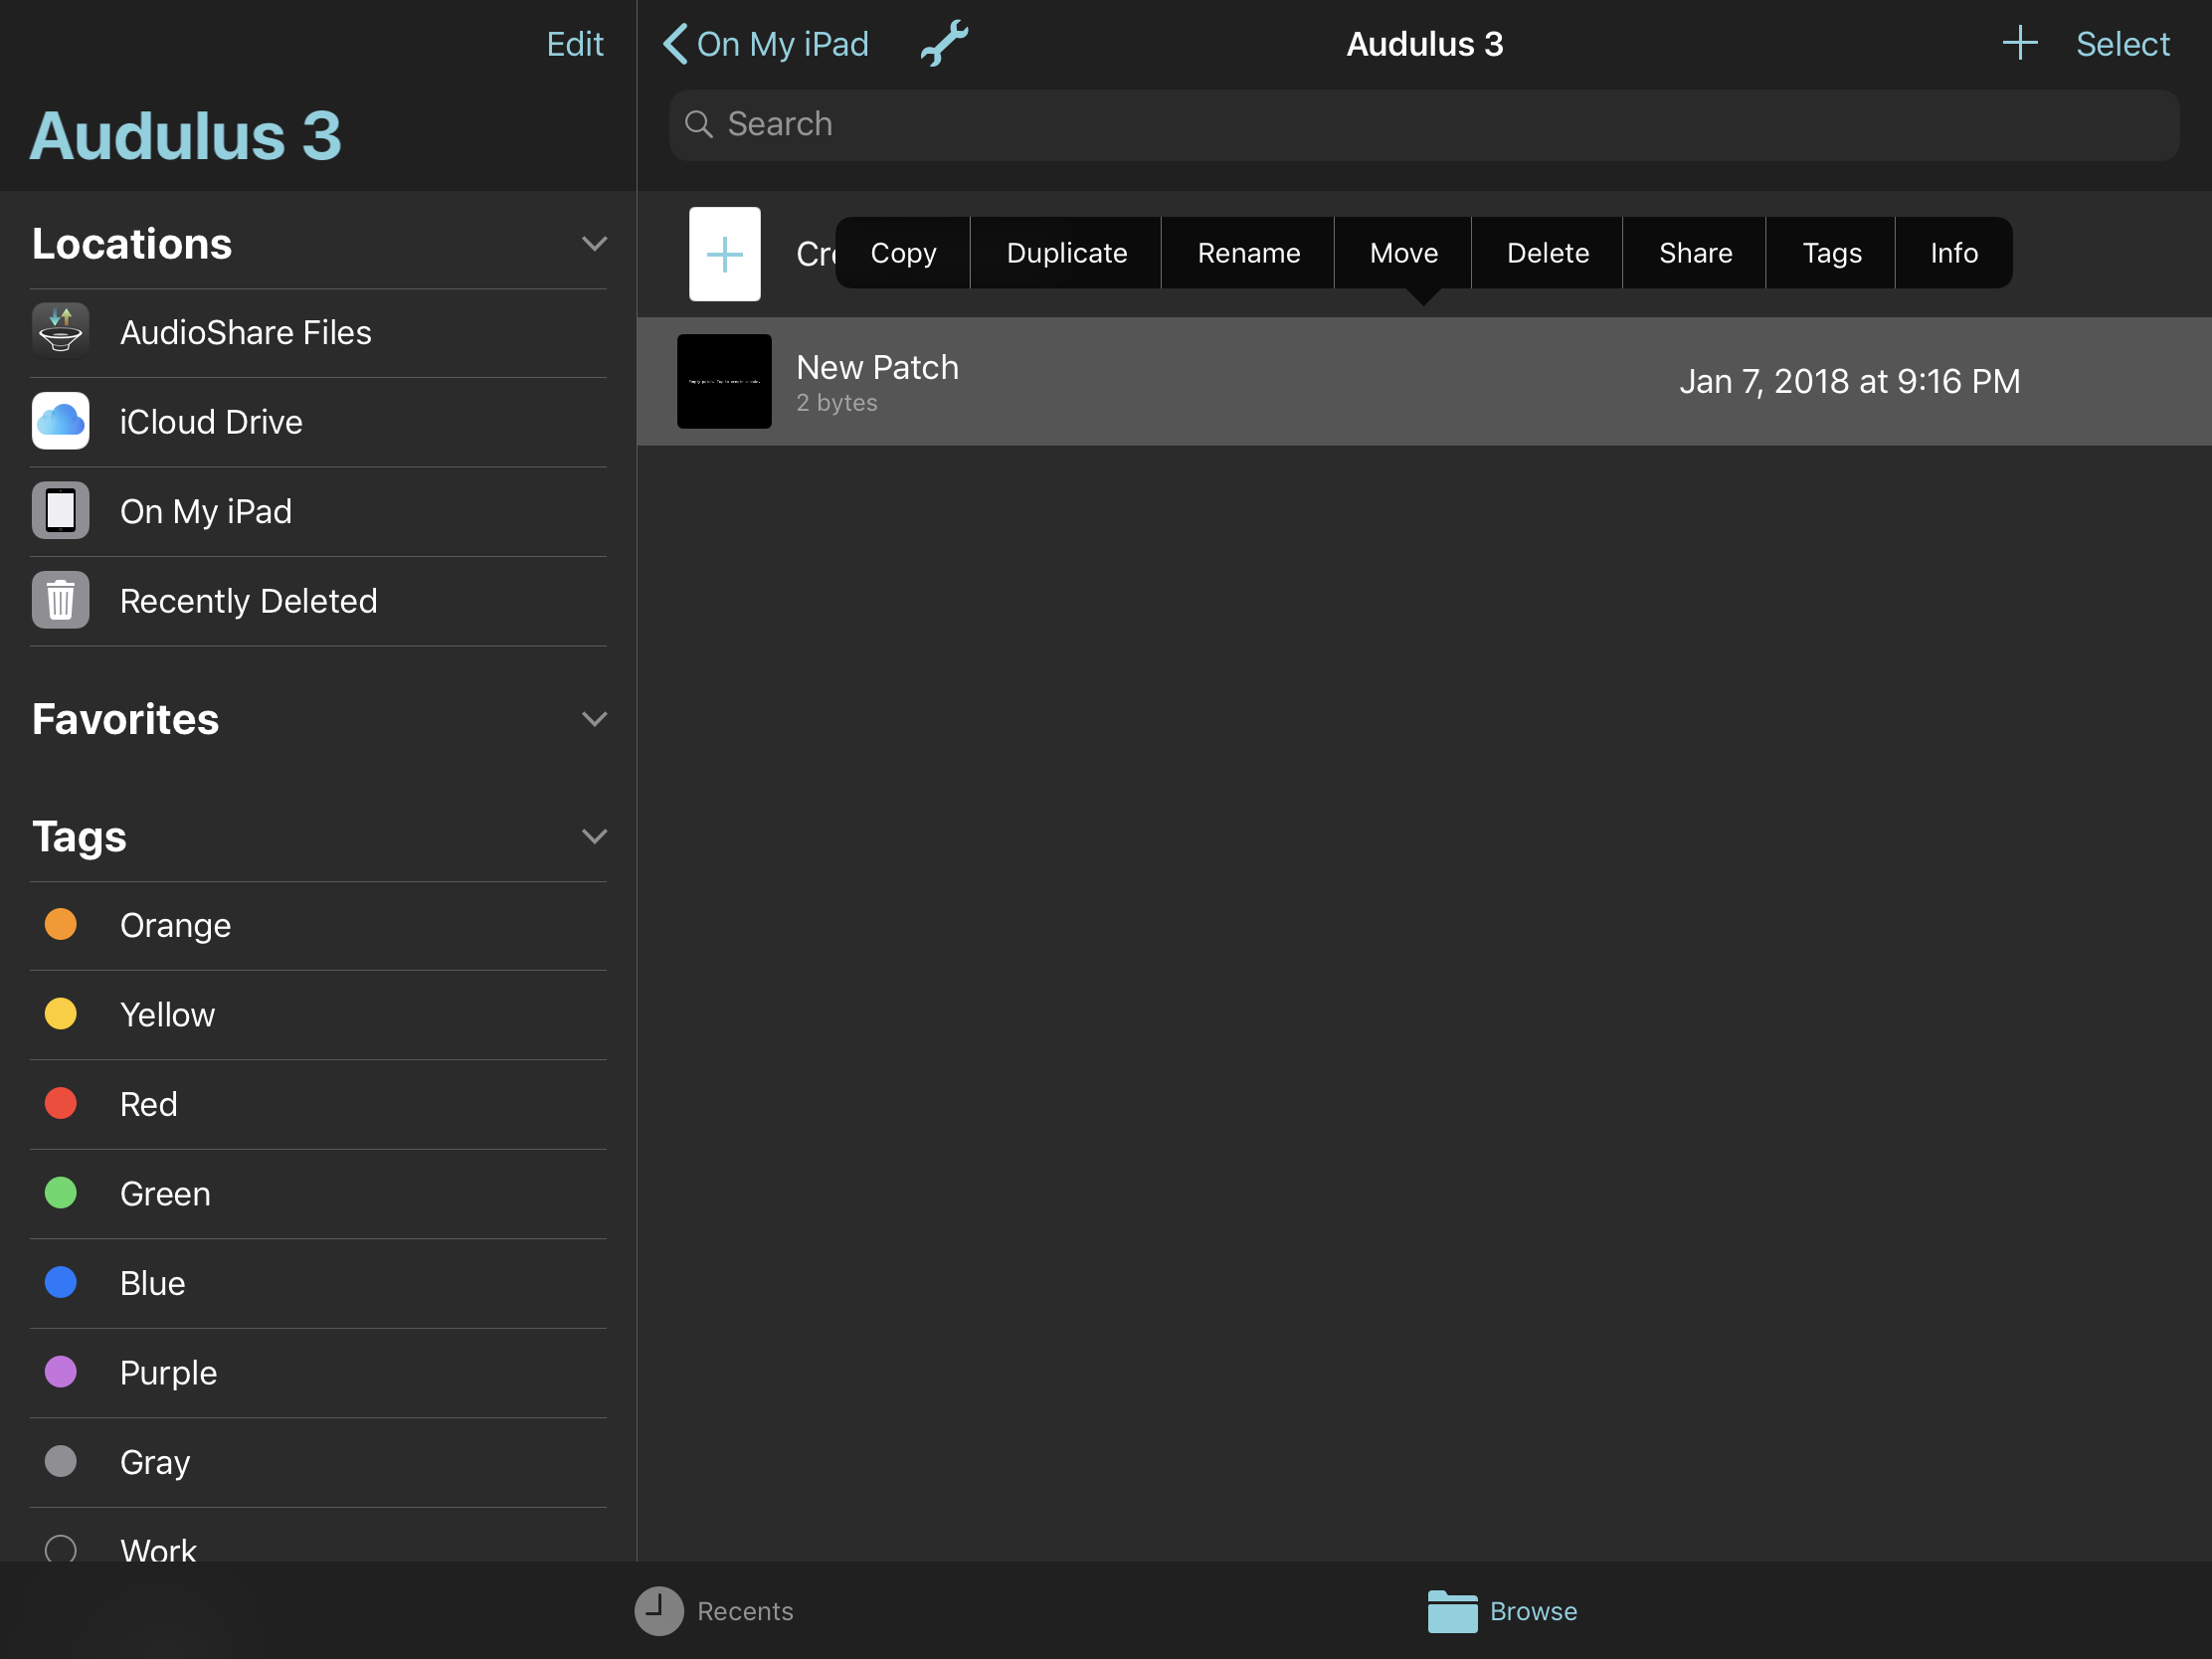 Edit
Audulus 3
Locations
AudioShare Files
iCloud Drive
On My iPad
Recently Deleted
Favorites
Tags
Orange
Yellow
Red
Green
Blue
Purple
Gray
Work
On My iPad
Audulus 3
Select
Search
Copy Duplicate Rename Move Delete Share Tags Info
New Patch
2 bytes
Jan 7, 2018 at 9:16 PM
Recents
Browse